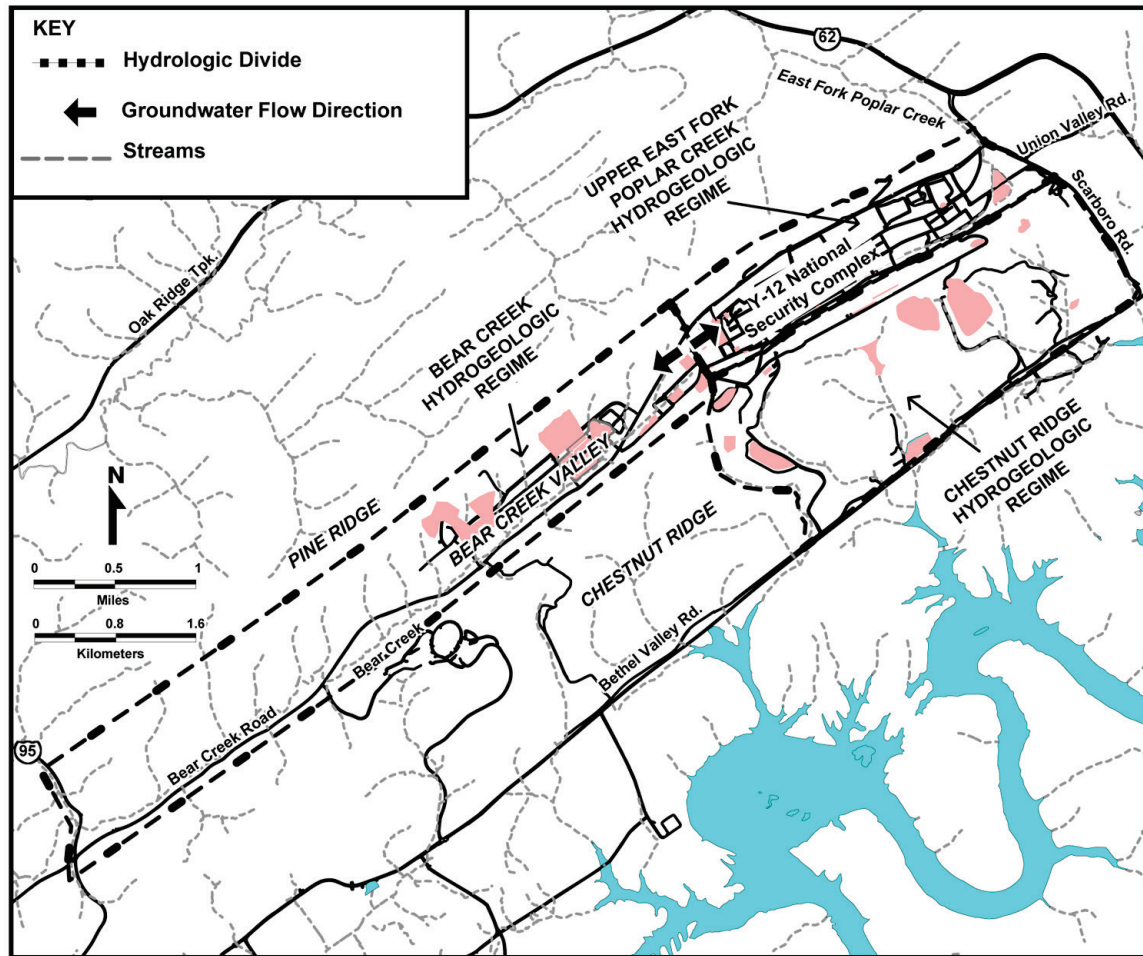 KEY
Hydrologic Divide
Groundwater Flow Direction
Streams
62
East Fork Poplar Creek
Union Valley Rd.
Scarboro Rd.
UPPER EAST FORK
POPLAR CREEK
HYDROGEOLOGIC
REGIME
Y-12 National
Security Complex
Oak Ridge Tpk.
BEAR CREEK
HYDROGEOLOGIC
REGIME
PINE RIDGE
BEAR CREEK VALLEY
CHESTNUT RIDGE
CHESTNUT RIDGE
HYDROGEOLOGIC
REGIME
N
0 0.5 1
Miles
0 0.8 1.6
Kilometers
Bear Creek
Bethel Valley Rd.
Bear Creek Road
95